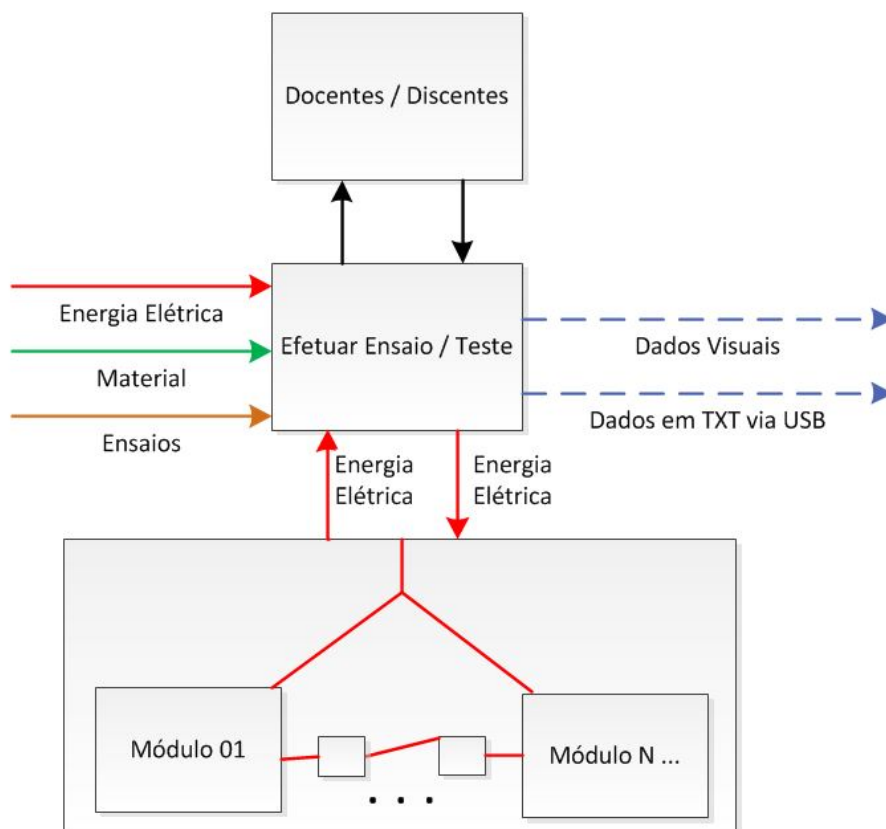 Docentes / Discentes
Energia Elétrica
Efetuar Ensaio / Teste
Dados Visuais
Material
Dados em TXT via USB
Ensaios
Energia
Elétrica
Energia
Elétrica
Módulo 01
Módulo N ...
. . .